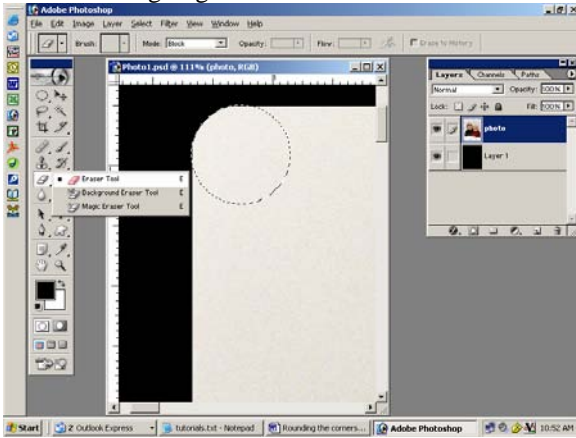 Adobe Photoshop
File Edit Image Layer Select Filter View Window Help
Brush: Mode: Block Opacity: Flow: Erase to History
Photo1.psd @ 111% (photo, RGB)
Layers Channels Paths
Normal Opacity: 100%
Lock: Fill: 100%
photo
Layer 1
Eraser Tool E
Background Eraser Tool E
Magic Eraser Tool E
Start 2 Outlook Express tutorials.txt - Notepad Rounding the corners... Adobe Photoshop 10:52 AM